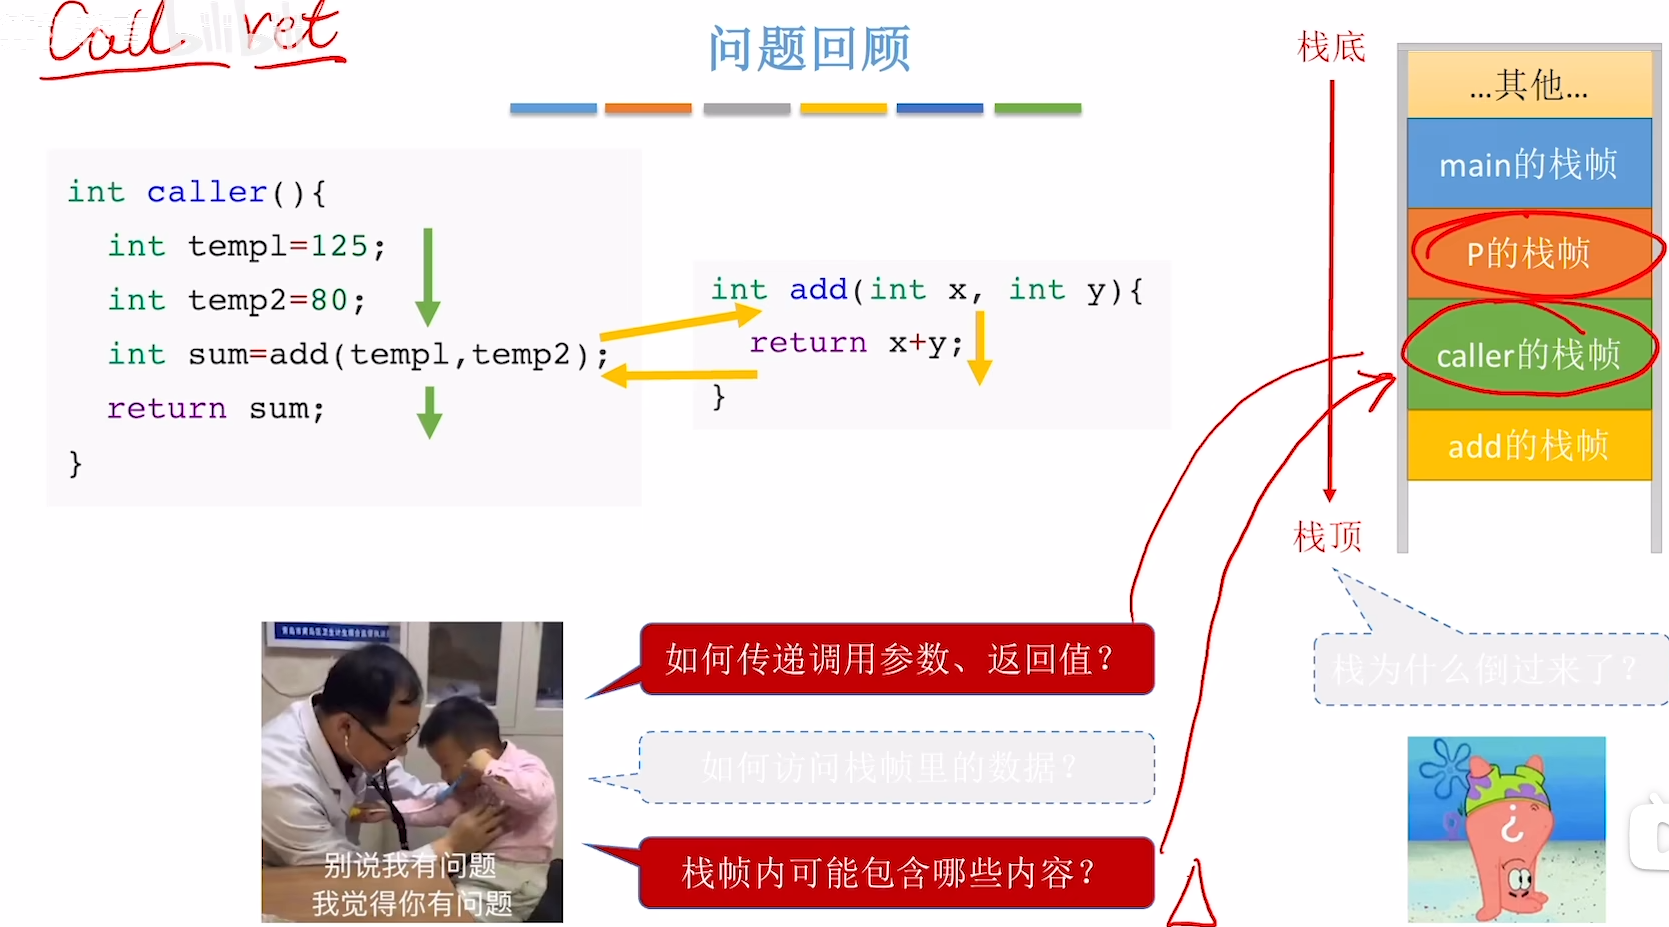 Call ret
bilibili
问题回顾
int caller(){
int temp1=125;
int temp2=80;
int sum=add(temp1,temp2);
return sum;
}
int add(int x, int y){
return x+y;
}
栈底
栈顶
…其他…
main的栈帧
P的栈帧
caller的栈帧
add的栈帧
栈为什么倒过来了？
如何传递调用参数、返回值？
如何访问栈帧里的数据？
栈帧内可能包含哪些内容？
别说我有问题
我觉得你有问题
?